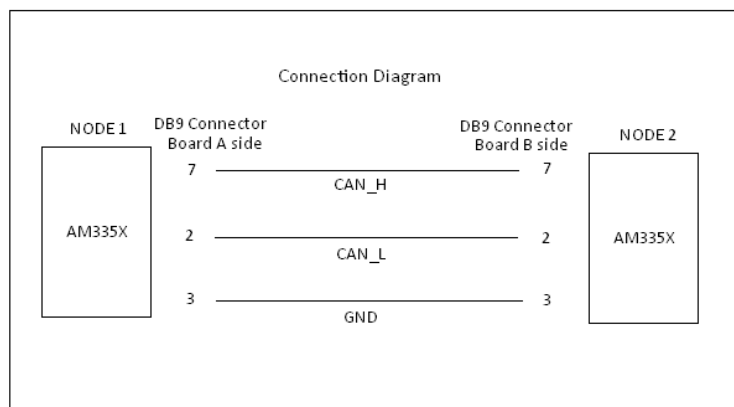 Connection Diagram
NODE 1
DB9 Connector
Board A side
DB9 Connector
Board B side
NODE 2
7
CAN_H
7
AM335X
2
CAN_L
2
AM335X
3
GND
3